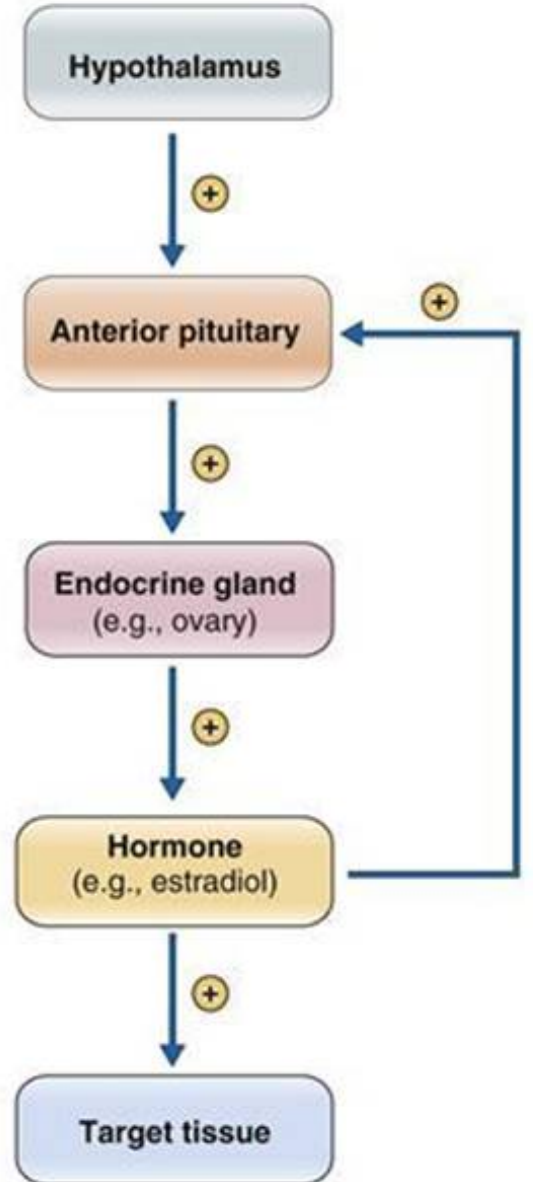 Hypothalamus
+
+
Anterior pituitary
+
Endocrine gland
(e.g., ovary)
+
Hormone
(e.g., estradiol)
+
Target tissue